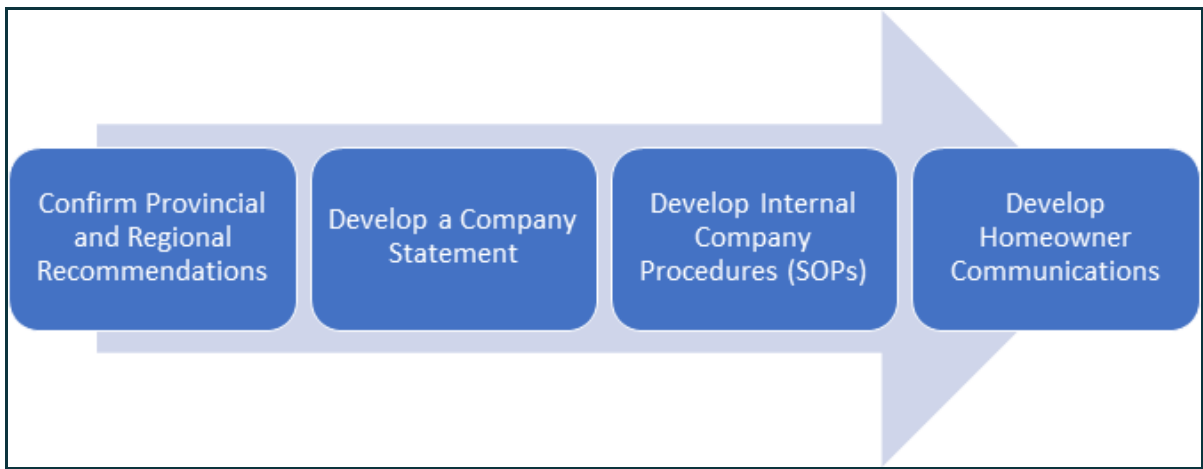 Confirm Provincial
and Regional
Recommendations
Develop a Company
Statement
Develop Internal
Company
Procedures (SOPs)
Develop
Homeowner
Communications